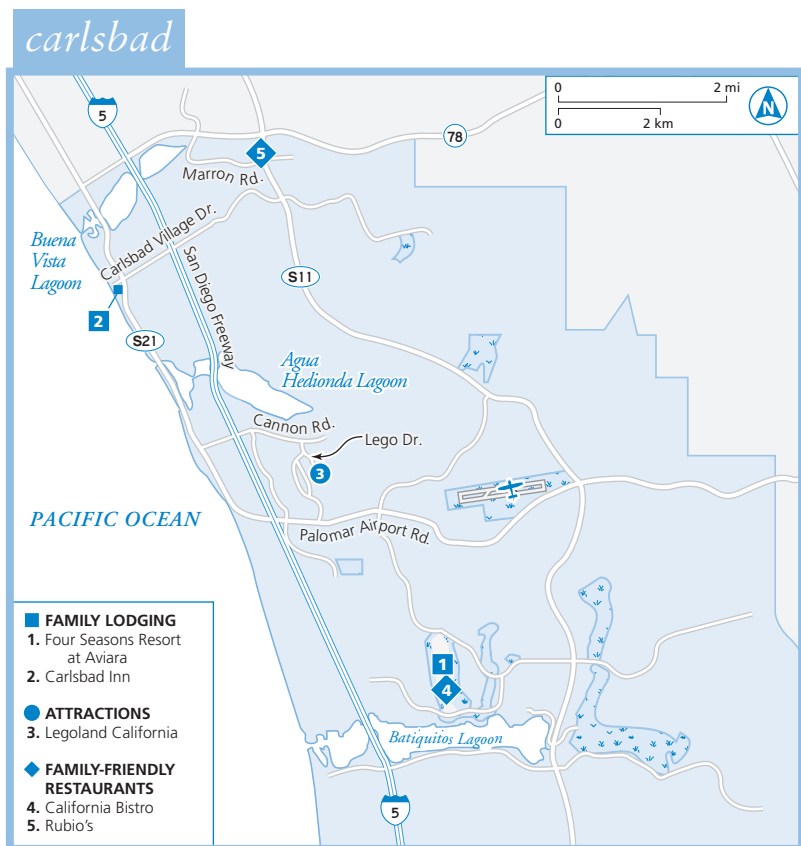 carlsbad
0 2 mi
0 2 km
N
5
78
5
Marron Rd.
Carlsbad Village Dr.
Buena
Vista
Lagoon
San Diego Freeway
S11
2
S21
Agua
Hedionda Lagoon
Cannon Rd.
Lego Dr.
3
PACIFIC OCEAN
Palomar Airport Rd.
1
4
Batiquitos Lagoon
5
FAMILY LODGING
1. Four Seasons Resort
at Aviara
2. Carlsbad Inn
ATTRACTIONS
3. Legoland California
FAMILY-FRIENDLY
RESTAURANTS
4. California Bistro
5. Rubio's